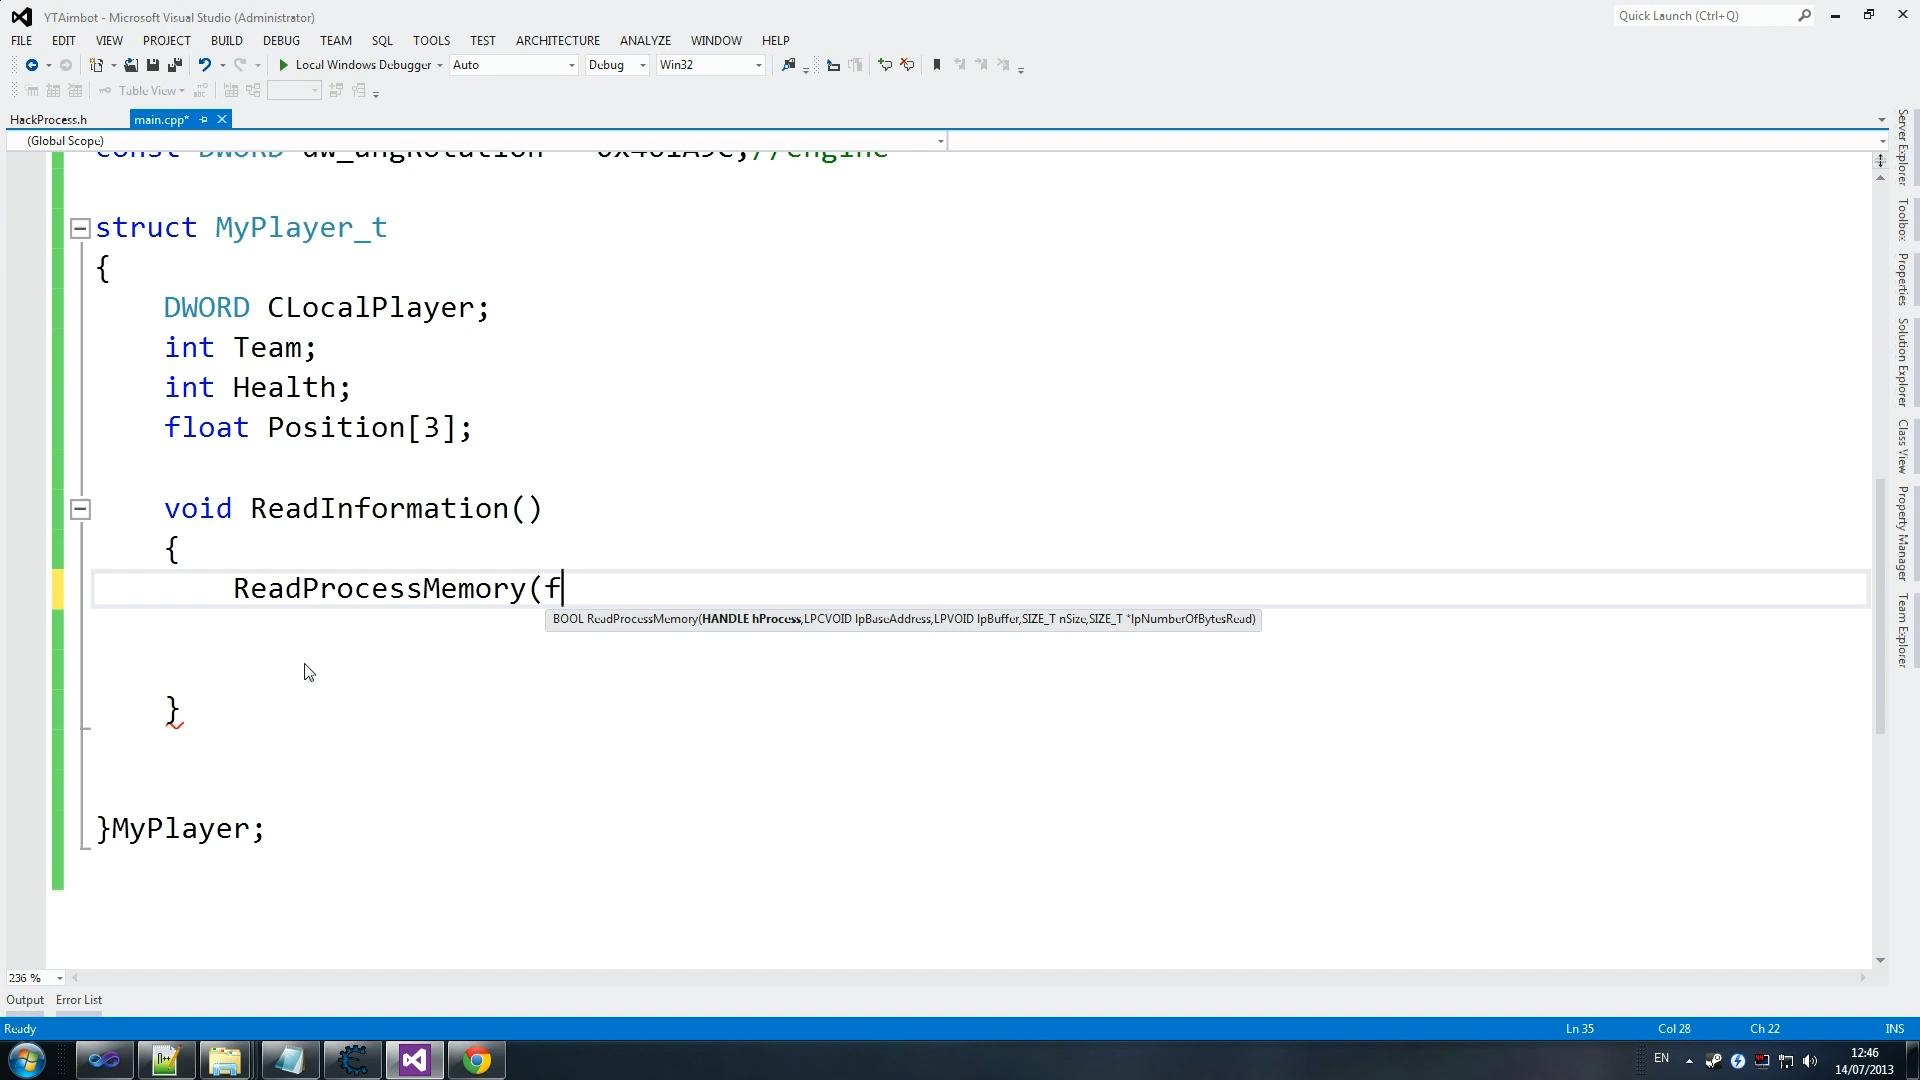 YTAimbot - Microsoft Visual Studio (Administrator)
Quick Launch (Ctrl+Q)
FILE EDIT VIEW PROJECT BUILD DEBUG TEAM SQL TOOLS TEST ARCHITECTURE ANALYZE WINDOW HELP
Local Windows Debugger Auto Debug Win32
Table View
HackProcess.h main.cpp*
(Global Scope)
const DWORD dw_angRotation = 0x461A9C;//engine
struct MyPlayer_t
{
DWORD CLocalPlayer;
int Team;
int Health;
float Position[3];
void ReadInformation()
{
ReadProcessMemory(f
BOOL ReadProcessMemory(HANDLE hProcess,LPCVOID lpBaseAddress,LPVOID lpBuffer,SIZE_T nSize,SIZE_T *lpNumberOfBytesRead)
}
}MyPlayer;
Server Explorer
Toolbox
Properties
Solution Explorer
Class View
Property Manager
Team Explorer
236 %
Output Error List
Ready Ln 35 Col 28 Ch 22 INS
EN
12:46
14/07/2013